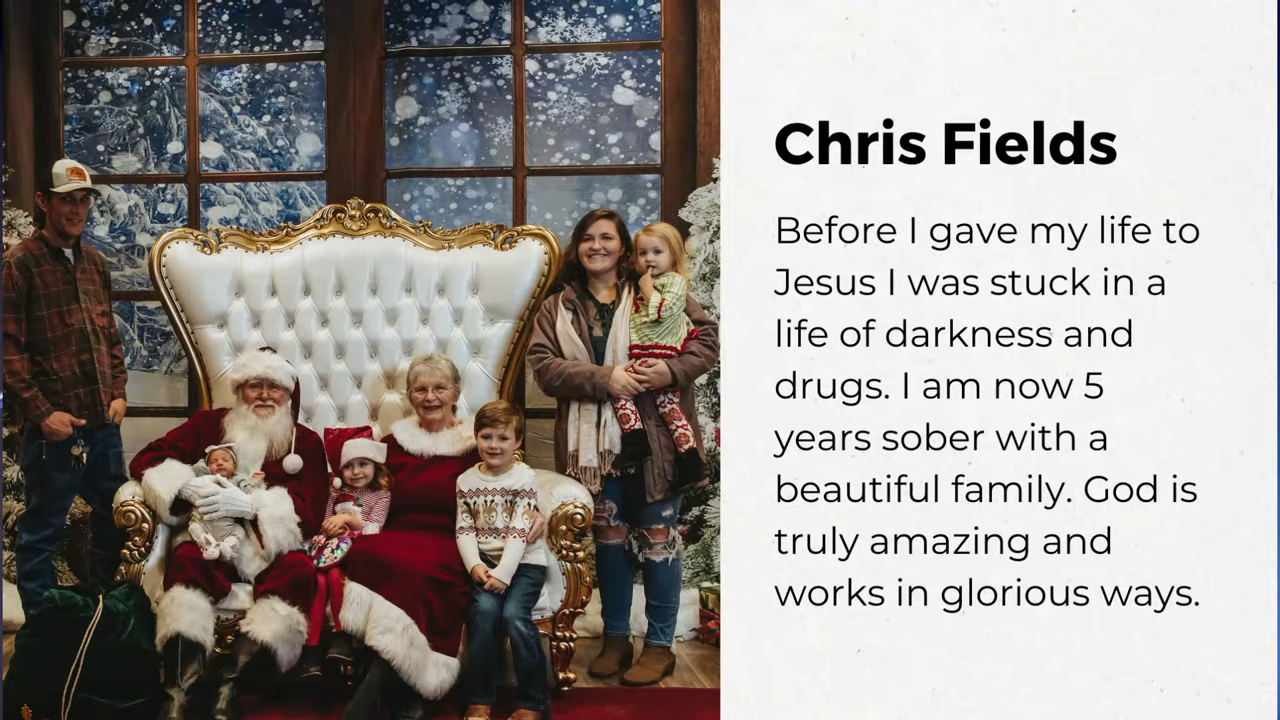 Chris Fields
Before I gave my life to
Jesus I was stuck in a
life of darkness and
drugs. I am now 5
years sober with a
beautiful family. God is
truly amazing and
works in glorious ways.